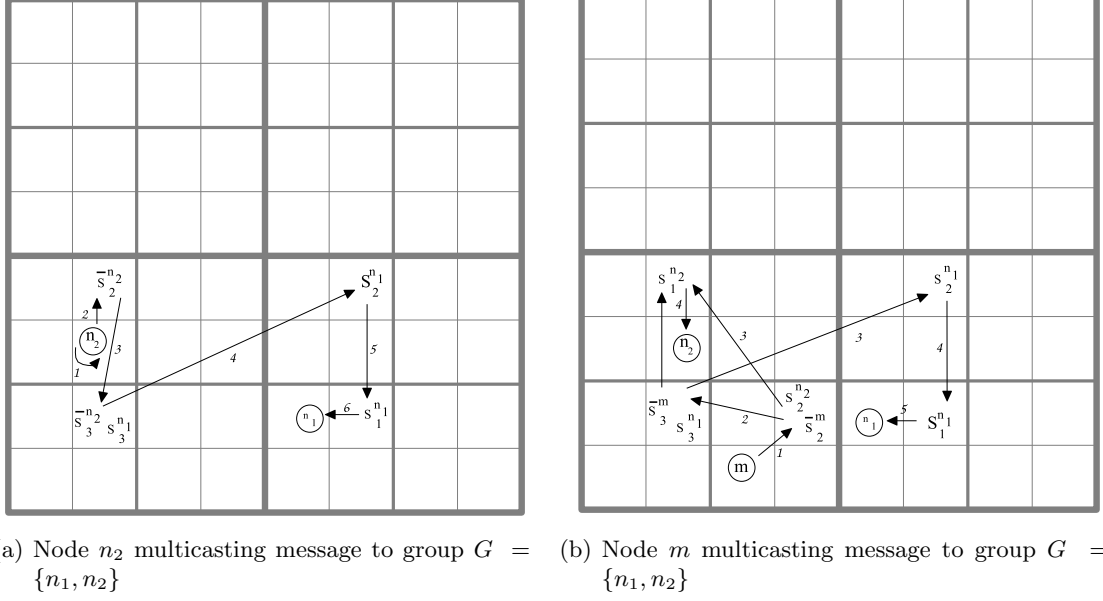 s̅ n2 2
S n1 2
2
n2
3
1
4
5
s̅ n2 3
s n1 3
n1
6
s n1 1
(a) Node n2 multicasting message to group G =
{n1, n2}
s n2 1
s n1 2
4
n2
3
3
4
s̅ m 3
s n1 3
2
s n2 2
s̅ m 2
n1
5
S n1 1
m
1
(b) Node m multicasting message to group G =
{n1, n2}